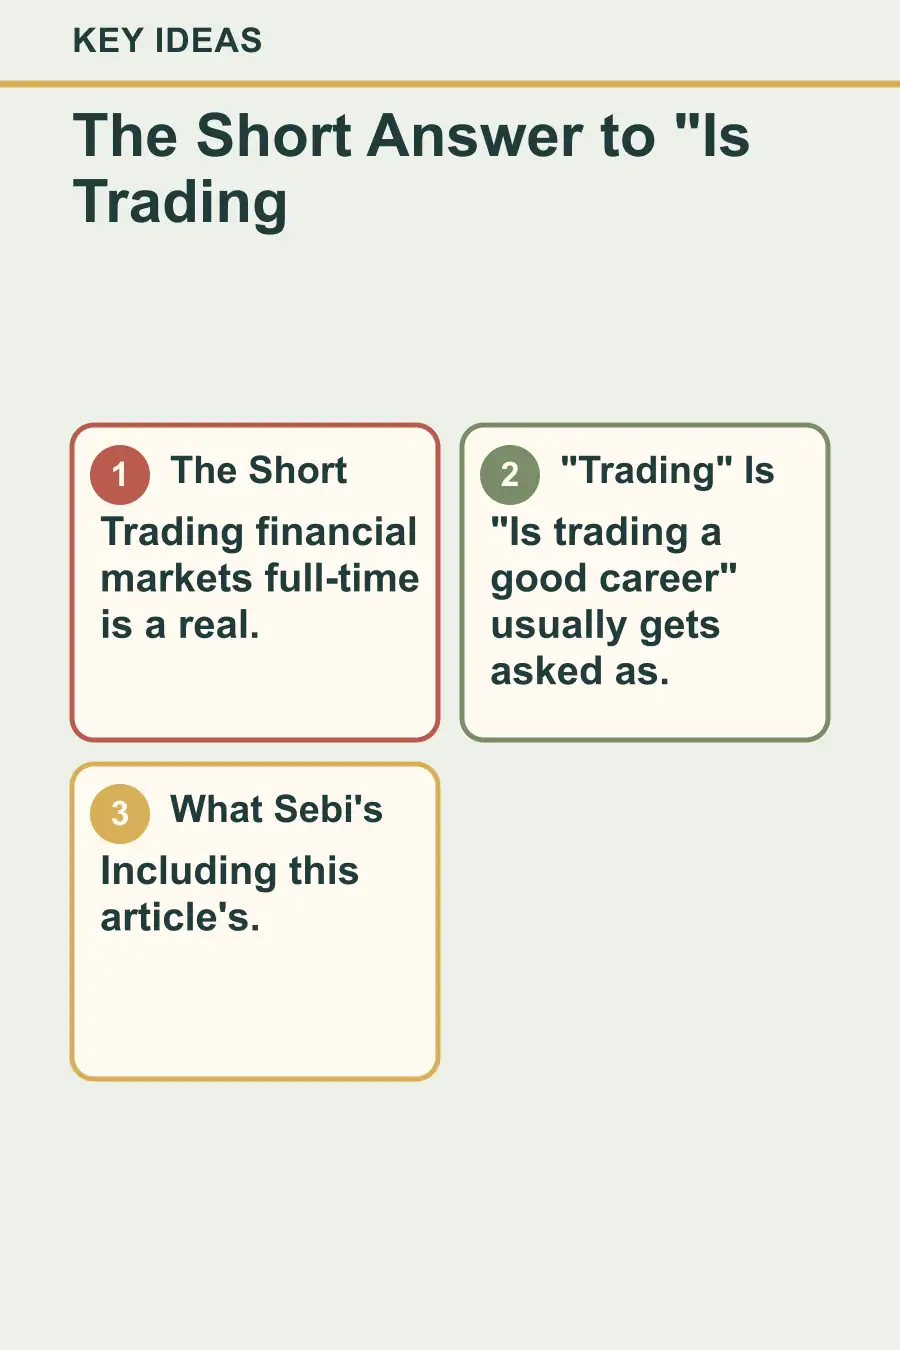 KEY IDEAS
The Short Answer to "Is
Trading
1 The Short
Trading financial
markets full-time
is a real.
2 "Trading" Is
"Is trading a
good career"
usually gets
asked as.
3 What Sebi's
Including this
article's.